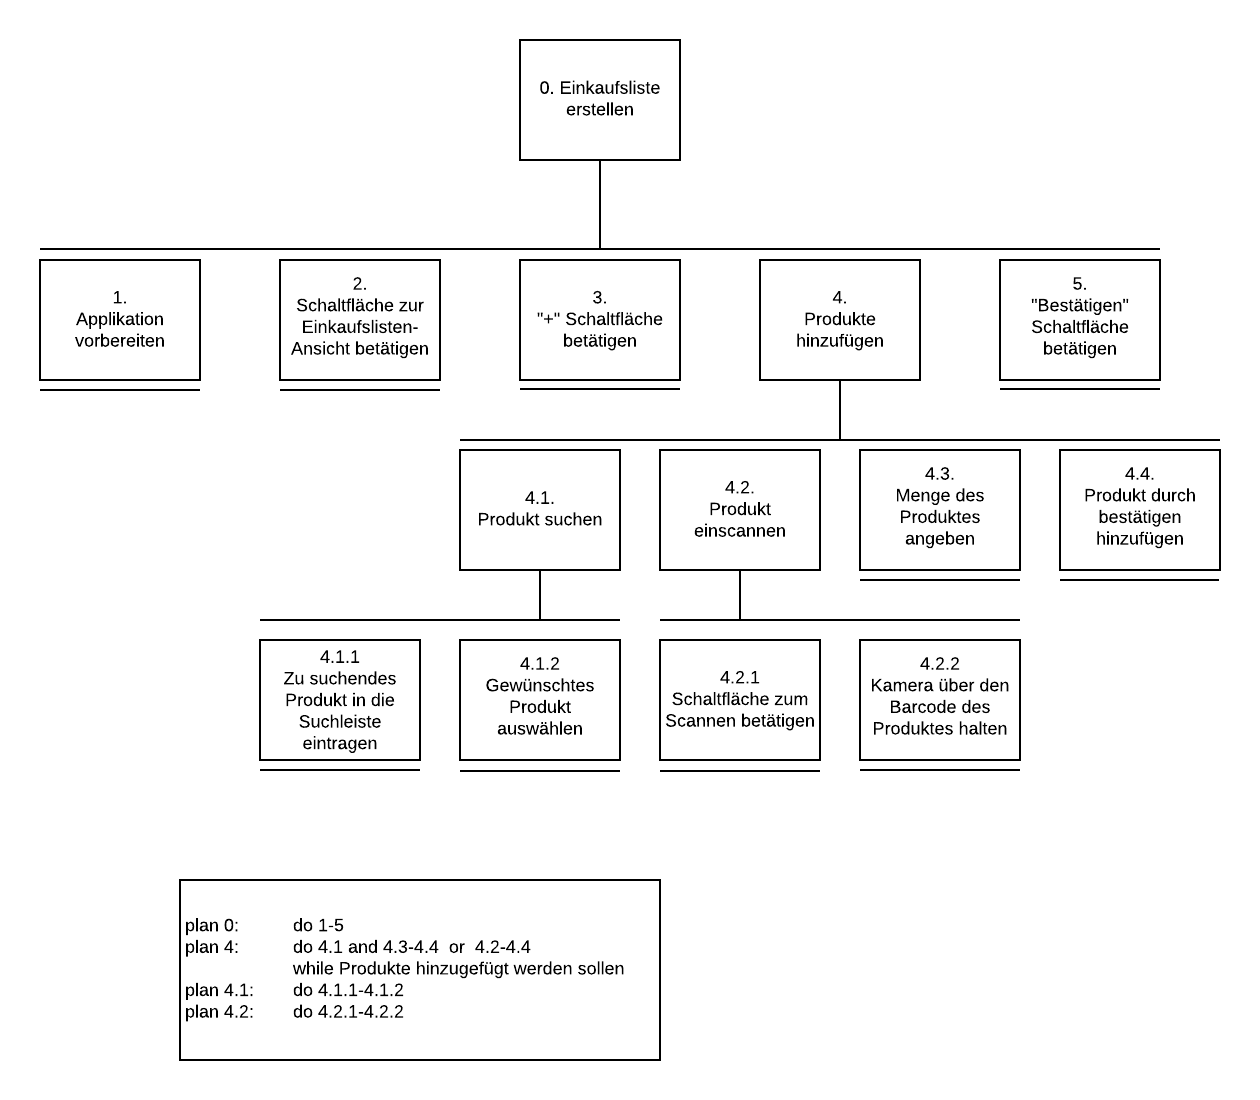 0. Einkaufsliste
erstellen
1.
Applikation
vorbereiten
2.
Schaltfläche zur
Einkaufslisten-
Ansicht betätigen
3.
"+" Schaltfläche
betätigen
4.
Produkte
hinzufügen
5.
"Bestätigen"
Schaltfläche
betätigen
4.1.
Produkt suchen
4.2.
Produkt
einscannen
4.3.
Menge des
Produktes
angeben
4.4.
Produkt durch
bestätigen
hinzufügen
4.1.1
Zu suchendes
Produkt in die
Suchleiste
eintragen
4.1.2
Gewünschtes
Produkt
auswählen
4.2.1
Schaltfläche zum
Scannen betätigen
4.2.2
Kamera über den
Barcode des
Produktes halten
plan 0: do 1-5
plan 4: do 4.1 and 4.3-4.4 or 4.2-4.4
while Produkte hinzugefügt werden sollen
plan 4.1: do 4.1.1-4.1.2
plan 4.2: do 4.2.1-4.2.2